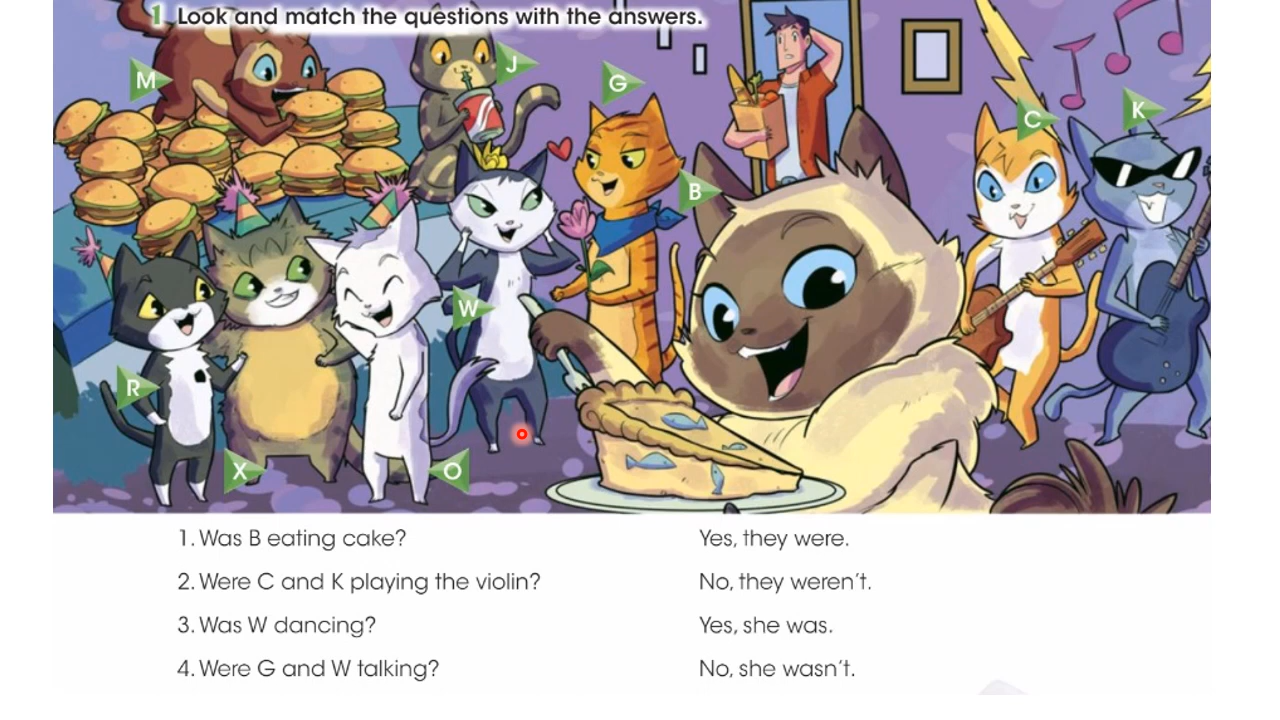 1 Look and match the questions with the answers.
M
J
G
C
K
B
W
R
X
O
1. Was B eating cake?
Yes, they were.
2. Were C and K playing the violin?
No, they weren't.
3. Was W dancing?
Yes, she was.
4. Were G and W talking?
No, she wasn't.